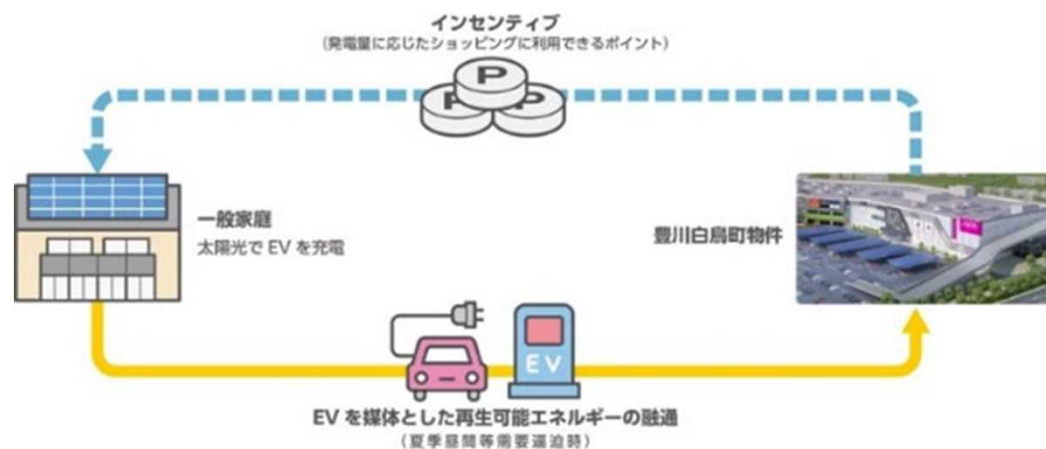 インセンティブ
(発電量に応じたショッピングに利用できるポイント)
P
P
P
一般家庭
太陽光でEVを充電
豊川白鳥町物件
EV
EVを媒体とした再生可能エネルギーの融通
(夏季昼間等需要逼迫時)